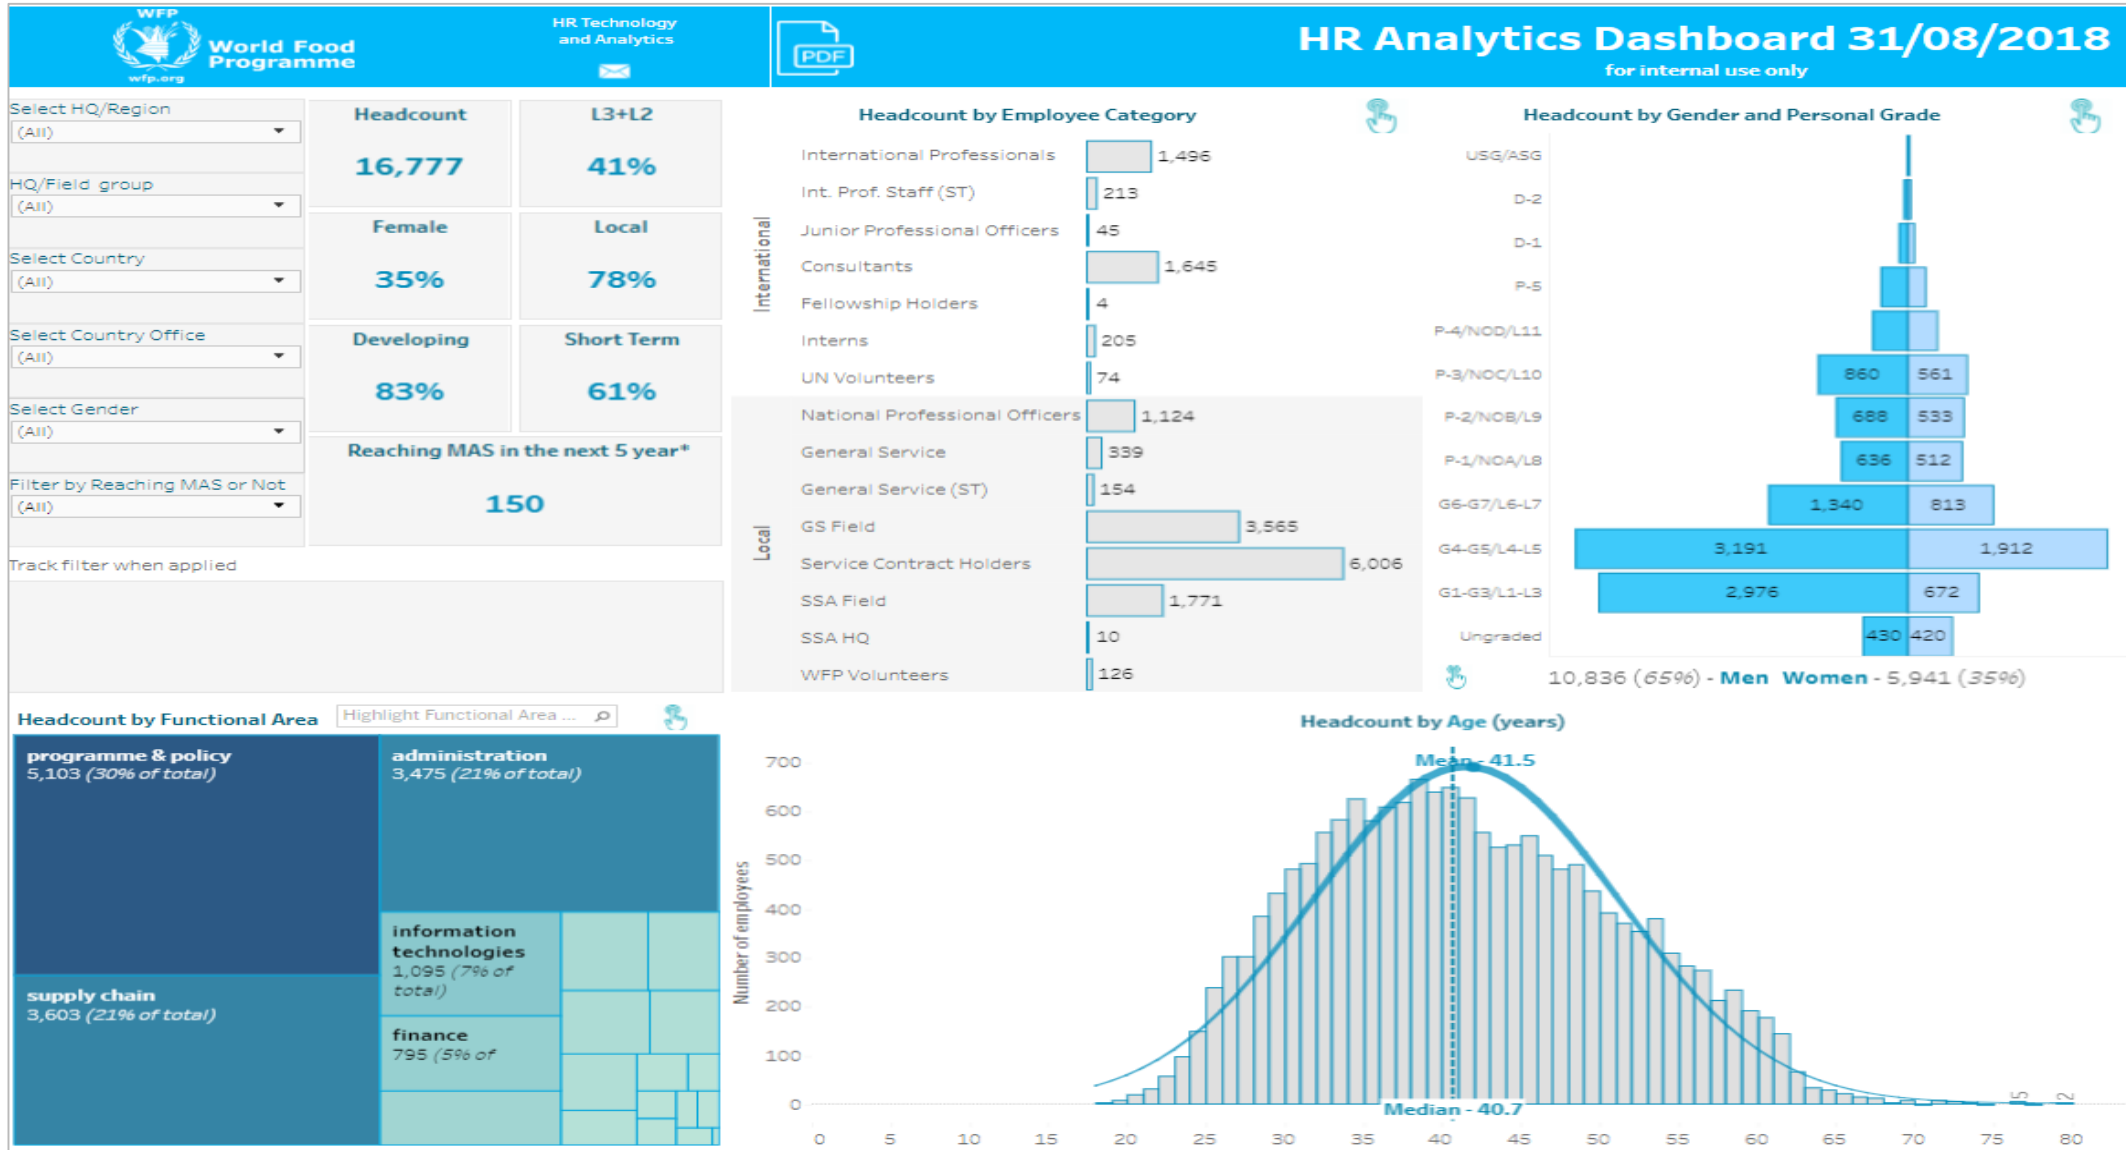 WFP
World Food
Programme
wfp.org
HR Technology
and Analytics
PDF
HR Analytics Dashboard 31/08/2018
for internal use only
Select HQ/Region
(All)
HQ/Field group
(All)
Select Country
(All)
Select Country Office
(All)
Select Gender
(All)
Filter by Reaching MAS or Not
(All)
Track filter when applied
Headcount
16,777
L3+L2
41%
Female
35%
Local
78%
Developing
83%
Short Term
61%
Reaching MAS in the next 5 year*
150
Headcount by Employee Category
International
International Professionals 1,496
Int. Prof. Staff (ST) 213
Junior Professional Officers 45
Consultants 1,645
Fellowship Holders 4
Interns 205
UN Volunteers 74
Local
National Professional Officers 1,124
General Service 339
General Service (ST) 154
GS Field 3,565
Service Contract Holders 6,006
SSA Field 1,771
SSA HQ 10
WFP Volunteers 126
Headcount by Gender and Personal Grade
USG/ASG
D-2
D-1
P-5
P-4/NOD/L11
P-3/NOC/L10 860 561
P-2/NOB/L9 688 533
P-1/NOA/L8 636 512
G6-G7/L6-L7 1,340 813
G4-G5/L4-L5 3,191 1,912
G1-G3/L1-L3 2,976 672
Ungraded 430 420
10,836 (65%) - Men Women - 5,941 (35%)
Headcount by Functional Area
Highlight Functional Area ...
programme & policy
5,103 (30% of total)
administration
3,475 (21% of total)
supply chain
3,603 (21% of total)
information
technologies
1,095 (7% of
total)
finance
795 (5% of
Headcount by Age (years)
Number of employees
700
600
500
400
300
200
100
0
Mean - 41.5
Median - 40.7
15
2
0 5 10 15 20 25 30 35 40 45 50 55 60 65 70 75 80